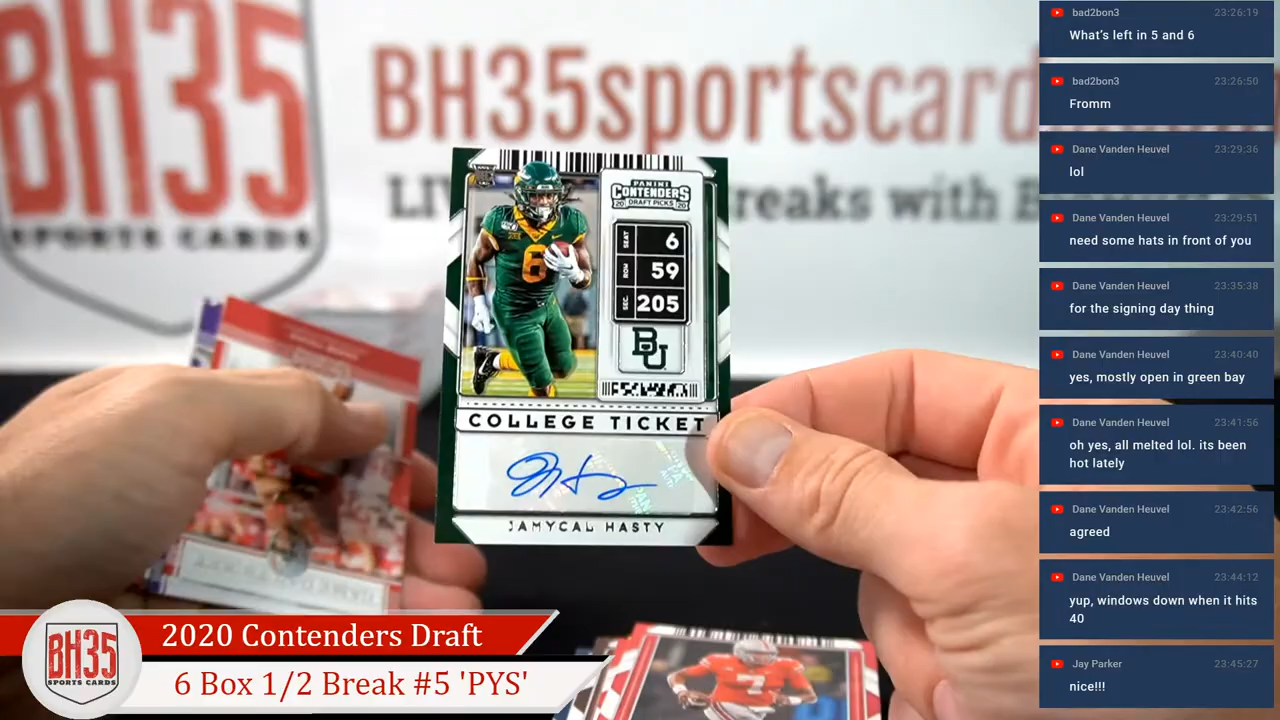 BH35
SPORTS CARDS
BH35sportscard
LI
reaks with
PANINI
CONTENDERS
20 DRAFT PICKS 20
SEAT 6
ROW 59
SEC. 205
BU
6
COLLEGE TICKET
JAMYCAL HASTY
7
BH35
SPORTS CARDS
2020 Contenders Draft
6 Box 1/2 Break #5 'PYS'
bad2bon3 23:26:19
What's left in 5 and 6
bad2bon3 23:26:50
Fromm
Dane Vanden Heuvel 23:29:36
lol
Dane Vanden Heuvel 23:29:51
need some hats in front of you
Dane Vanden Heuvel 23:35:38
for the signing day thing
Dane Vanden Heuvel 23:40:40
yes, mostly open in green bay
Dane Vanden Heuvel 23:41:56
oh yes, all melted lol. its been
hot lately
Dane Vanden Heuvel 23:42:56
agreed
Dane Vanden Heuvel 23:44:12
yup, windows down when it hits
40
Jay Parker 23:45:27
nice!!!